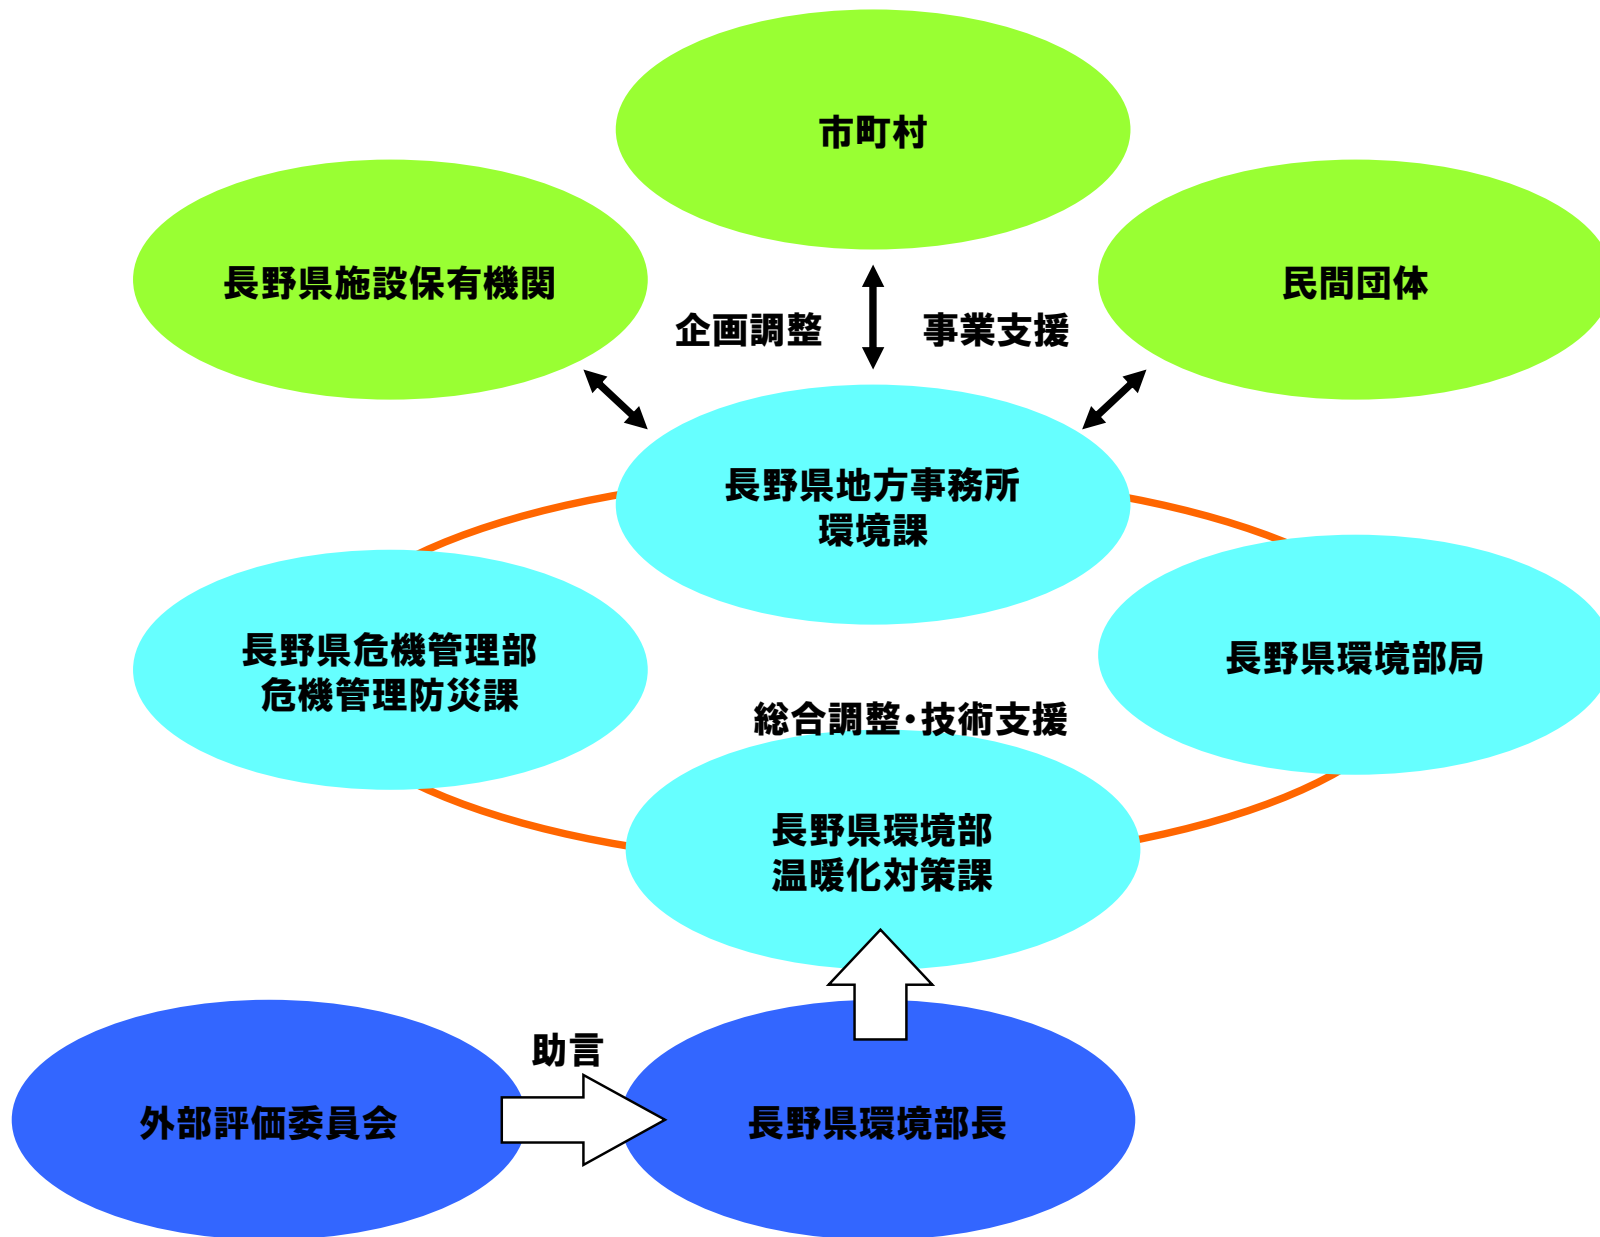 市町村
長野県施設保有機関
民間団体
企画調整
事業支援
長野県地方事務所
環境課
長野県危機管理部
危機管理防災課
長野県環境部局
総合調整・技術支援
長野県環境部
温暖化対策課
助言
外部評価委員会
長野県環境部長